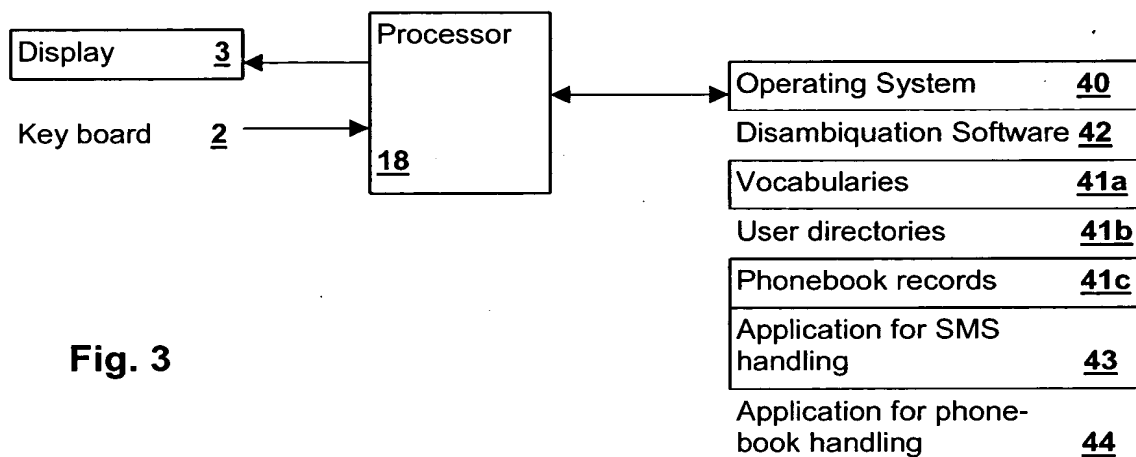 Display 3
Key board 2
Processor
18
Operating System 40
Disambiquation Software 42
Vocabularies 41a
User directories 41b
Phonebook records 41c
Application for SMS
handling 43
Application for phone-
book handling 44
Fig. 3